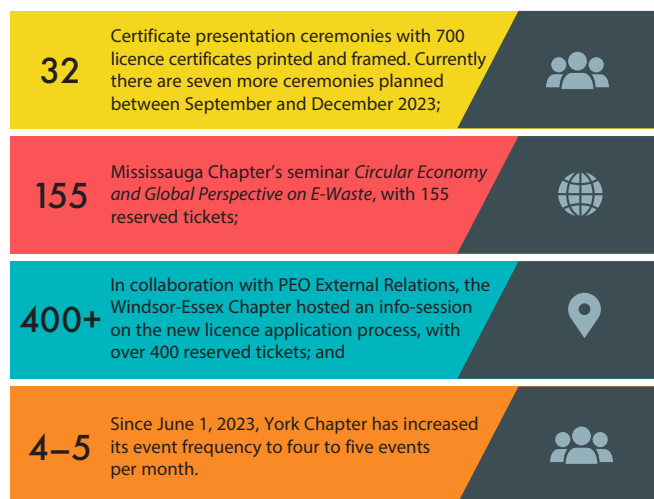 32
Certificate presentation ceremonies with 700
licence certificates printed and framed. Currently
there are seven more ceremonies planned
between September and December 2023;
155
Mississauga Chapter’s seminar Circular Economy
and Global Perspective on E-Waste, with 155
reserved tickets;
400+
In collaboration with PEO External Relations, the
Windsor-Essex Chapter hosted an info-session
on the new licence application process, with
over 400 reserved tickets; and
4–5
Since June 1, 2023, York Chapter has increased
its event frequency to four to five events
per month.